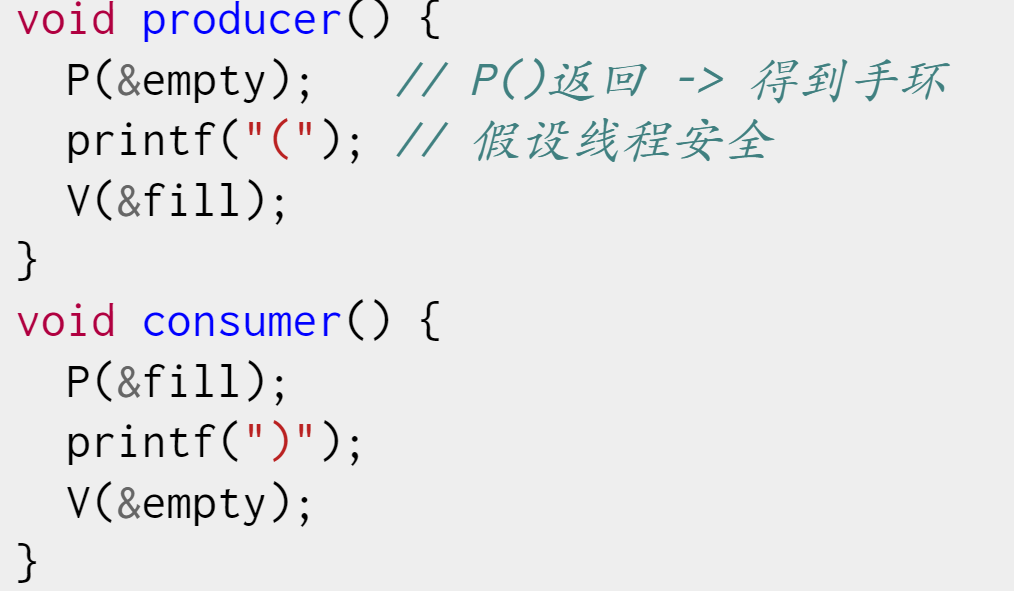 void producer() {
  P(&empty);   // P()返回 -> 得到手环
  printf("("); // 假设线程安全
  V(&fill);
}
void consumer() {
  P(&fill);
  printf(")");
  V(&empty);
}